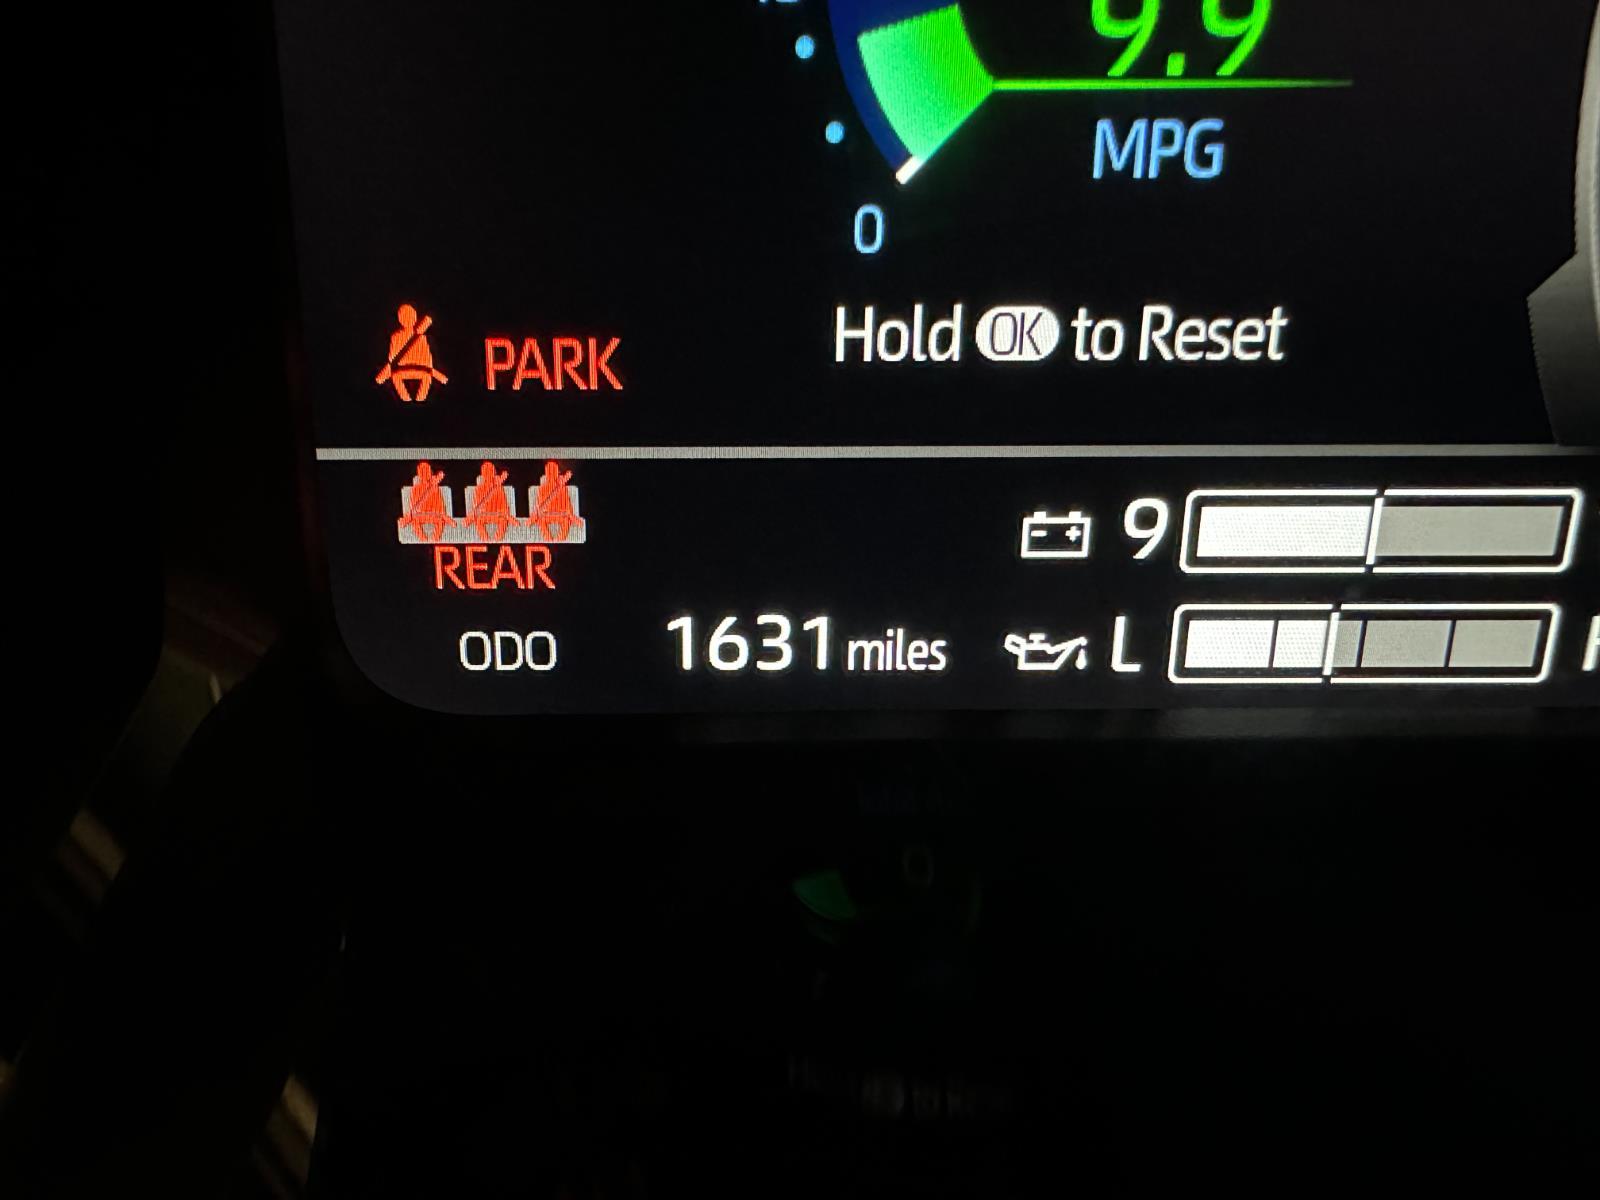 9.9
MPG
0
Hold OK to Reset
PARK
REAR
9
ODO 1631 miles L